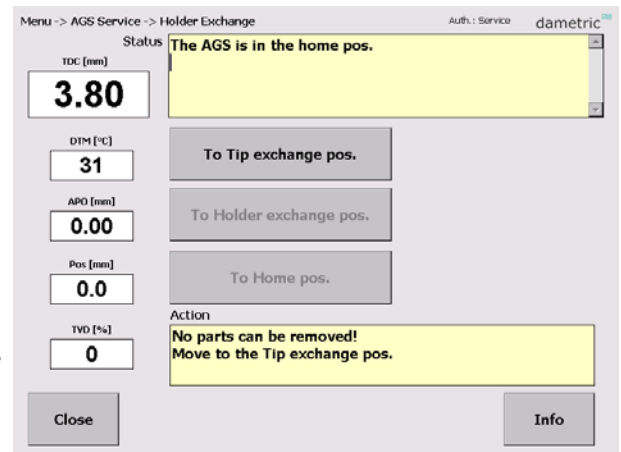 Menu -> AGS Service -> Holder Exchange
Auth.: Service
dametric
Status
The AGS is in the home pos.
TDC [mm]
3.80
DTM [°C]
31
To Tip exchange pos.
APO [mm]
0.00
To Holder exchange pos.
Pos [mm]
0.0
To Home pos.
Action
TVD [%]
0
No parts can be removed!
Move to the Tip exchange pos.
Close
Info